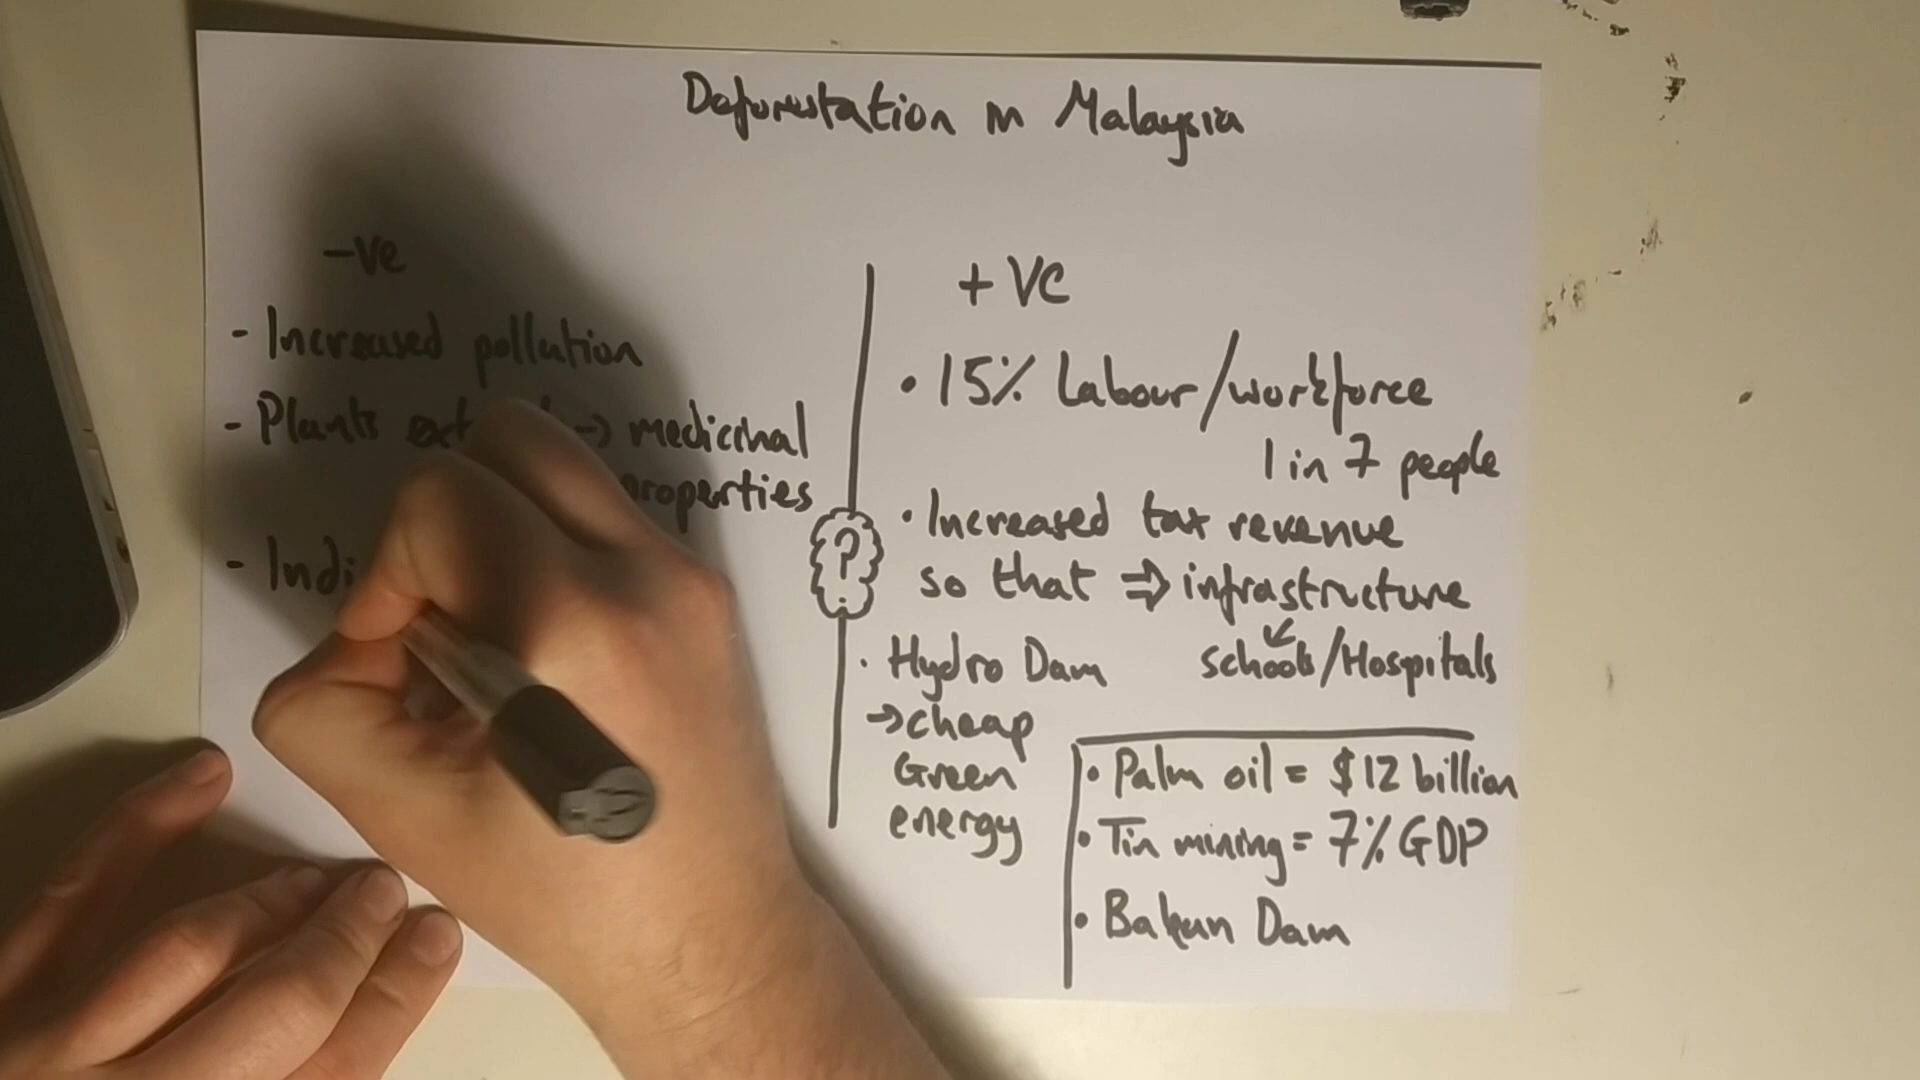 Deforestation in Malaysia
-ve
- Increased pollution
- Plants → medicinal
properties
- Indi
?
+ve
• 15% Labour/workforce
1 in 7 people
• Increased tax revenue
so that ⇒ infrastructure
↙
schools/Hospitals
• Hydro Dam
→ cheap
Green
energy
• Palm oil = $12 billion
• Tin mining = 7% GDP
• Bakun Dam